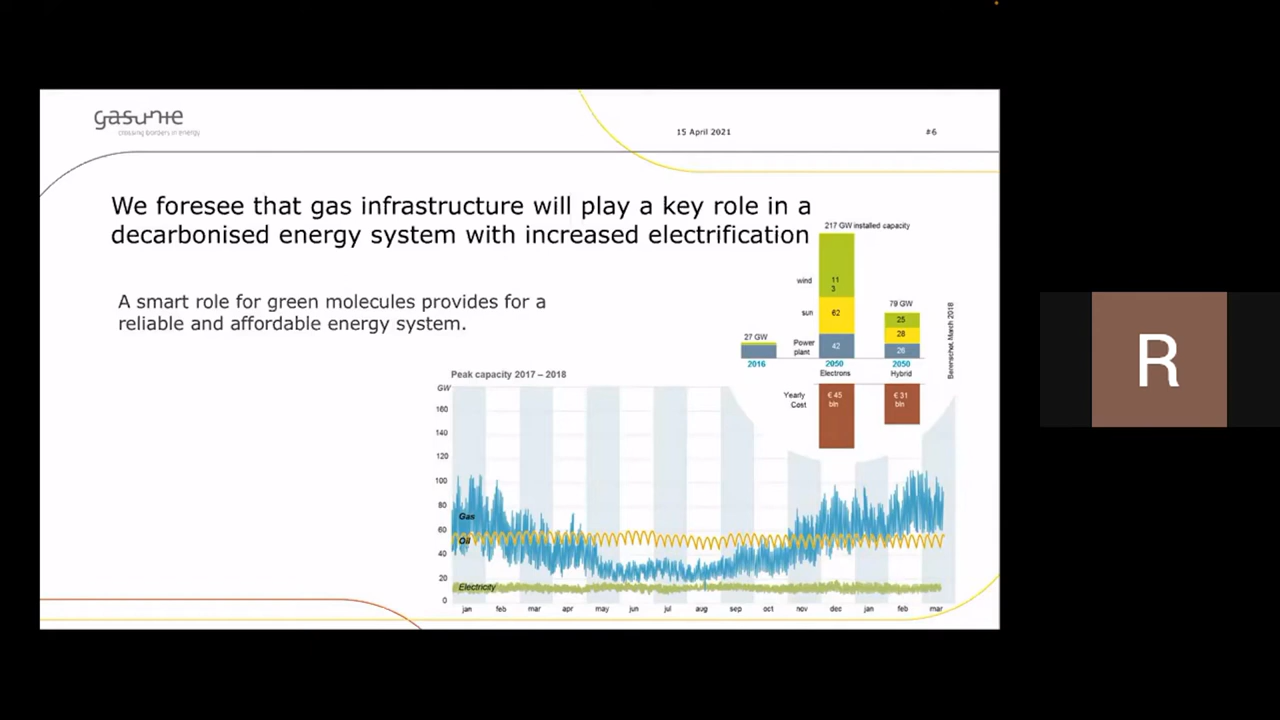 gasunie
crossing borders in energy
15 April 2021
#6
We foresee that gas infrastructure will play a key role in a
decarbonised energy system with increased electrification
A smart role for green molecules provides for a
reliable and affordable energy system.
217 GW installed capacity
wind
11
3
sun
62
Power
plant
42
27 GW
79 GW
25
28
26
2016
2050
Electrons
2050
Hybrid
Berenschot, March 2018
Yearly
Cost
€ 45
bln
€ 31
bln
Peak capacity 2017 – 2018
GW
160
140
120
100
80
60
40
20
0
Gas
Oil
Electricity
jan feb mar apr may jun jul aug sep oct nov dec jan feb mar
R